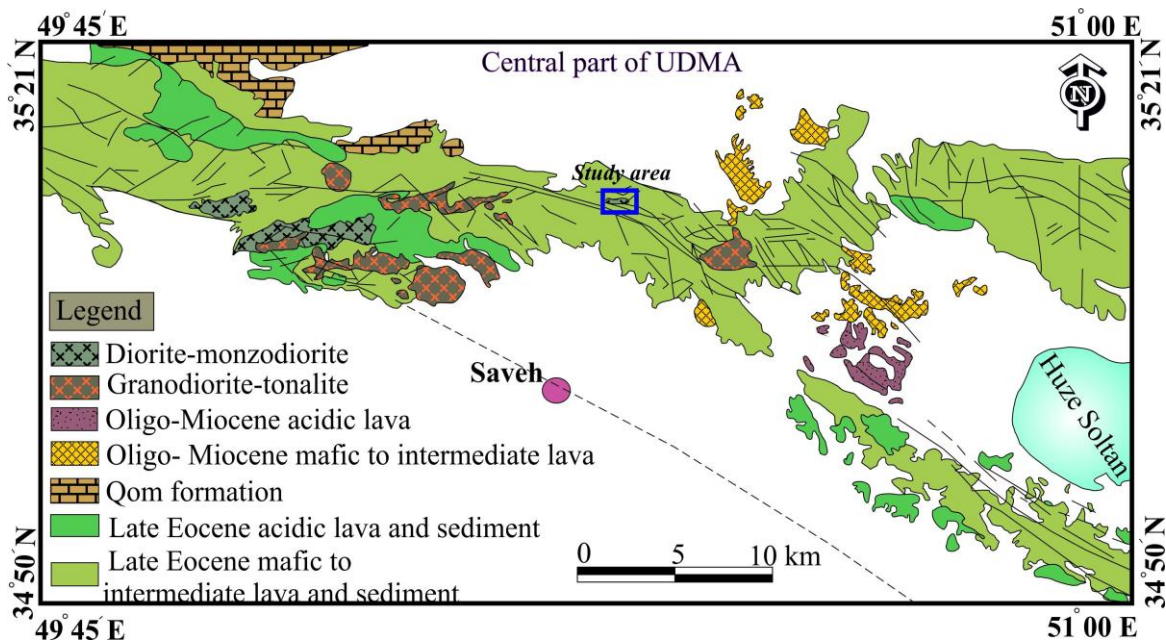 49°45′ E
51°00 E
35°21′ N
35°21′ N
Central part of UDMA
N
Study area
Legend
Diorite-monzodiorite
Granodiorite-tonalite
Oligo-Miocene acidic lava
Oligo- Miocene mafic to intermediate lava
Qom formation
Late Eocene acidic lava and sediment
Late Eocene mafic to
intermediate lava and sediment
Saveh
Huze Soltan
0 5 10 km
34°50′ N
34°50′ N
49°45′ E
51°00 E